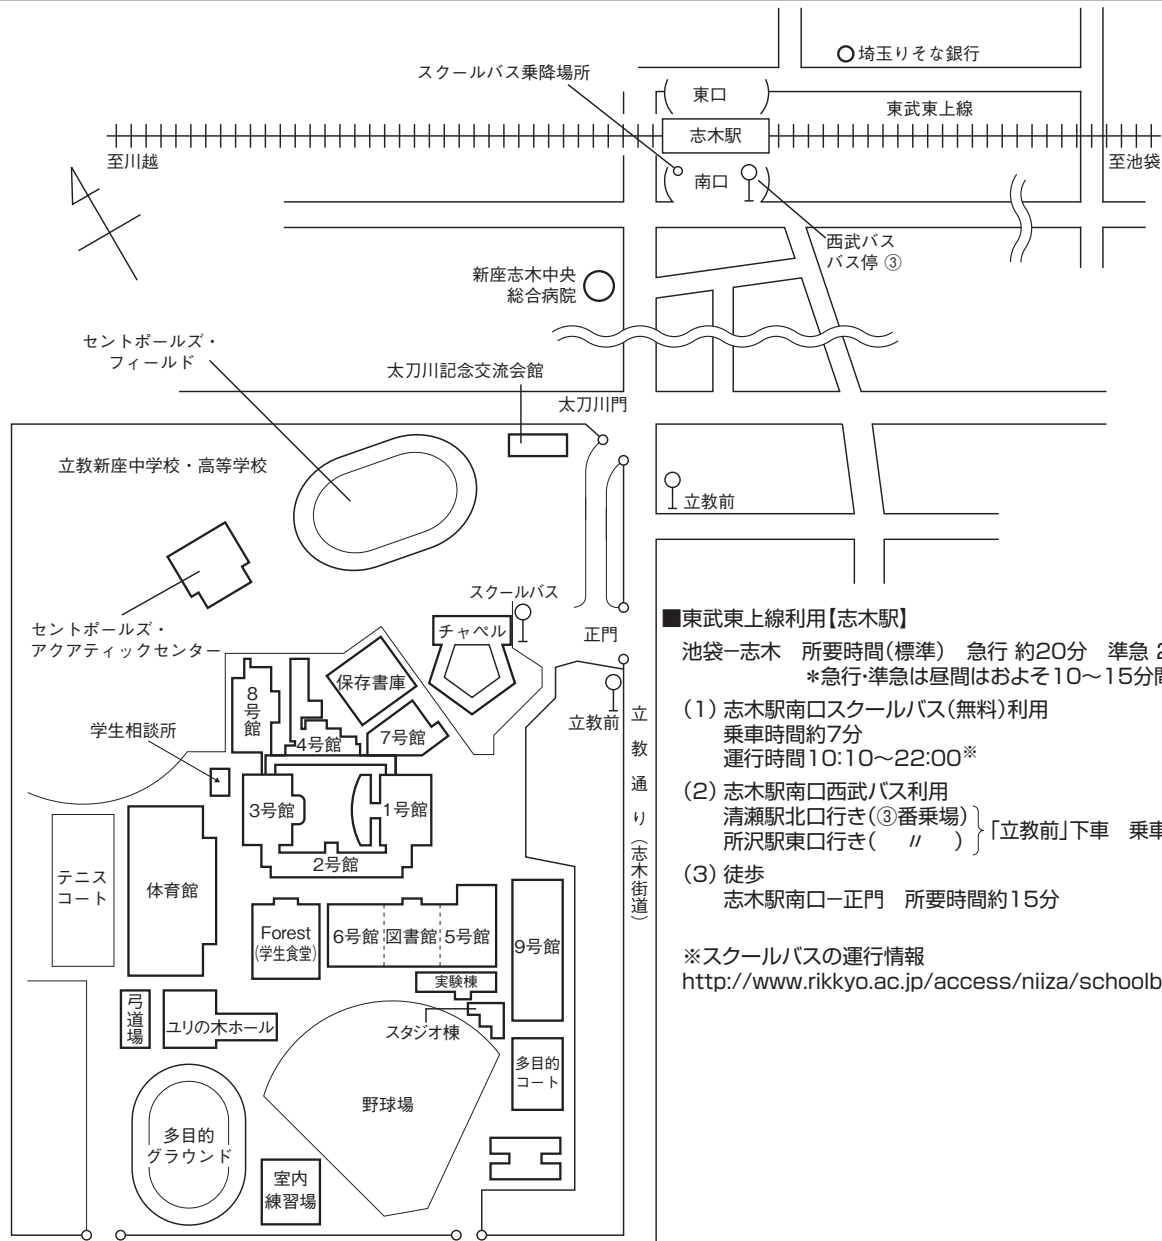 埼玉りそな銀行
スクールバス乗降場所
東口
東武東上線
志木駅
至川越
至池袋
南口
西武バス
バス停 ③
新座志木中央
総合病院
セントポールズ・
フィールド
太刀川記念交流会館
太刀川門
立教新座中学校・高等学校
立教前
スクールバス
チャペル
正門
セントポールズ・
アクアティックセンター
保存書庫
8号館
立教前
学生相談所
4号館
7号館
立教通り(志木街道)
3号館
1号館
2号館
テニス
コート
体育館
Forest
(学生食堂)
6号館
図書館
5号館
9号館
実験棟
弓道場
ユリの木ホール
スタジオ棟
多目的
コート
野球場
多目的
グラウンド
室内
練習場
■東武東上線利用【志木駅】
池袋−志木 所要時間(標準) 急行 約20分 準急 2
*急行・準急は昼間はおよそ10〜15分間
(1) 志木駅南口スクールバス(無料)利用
乗車時間約7分
運行時間10:10〜22:00※
(2) 志木駅南口西武バス利用
清瀬駅北口行き(③番乗場)
所沢駅東口行き( 〃 )
「立教前」下車 乗車
(3) 徒歩
志木駅南口−正門 所要時間約15分
※スクールバスの運行情報
http://www.rikkyo.ac.jp/access/niiza/schoolb